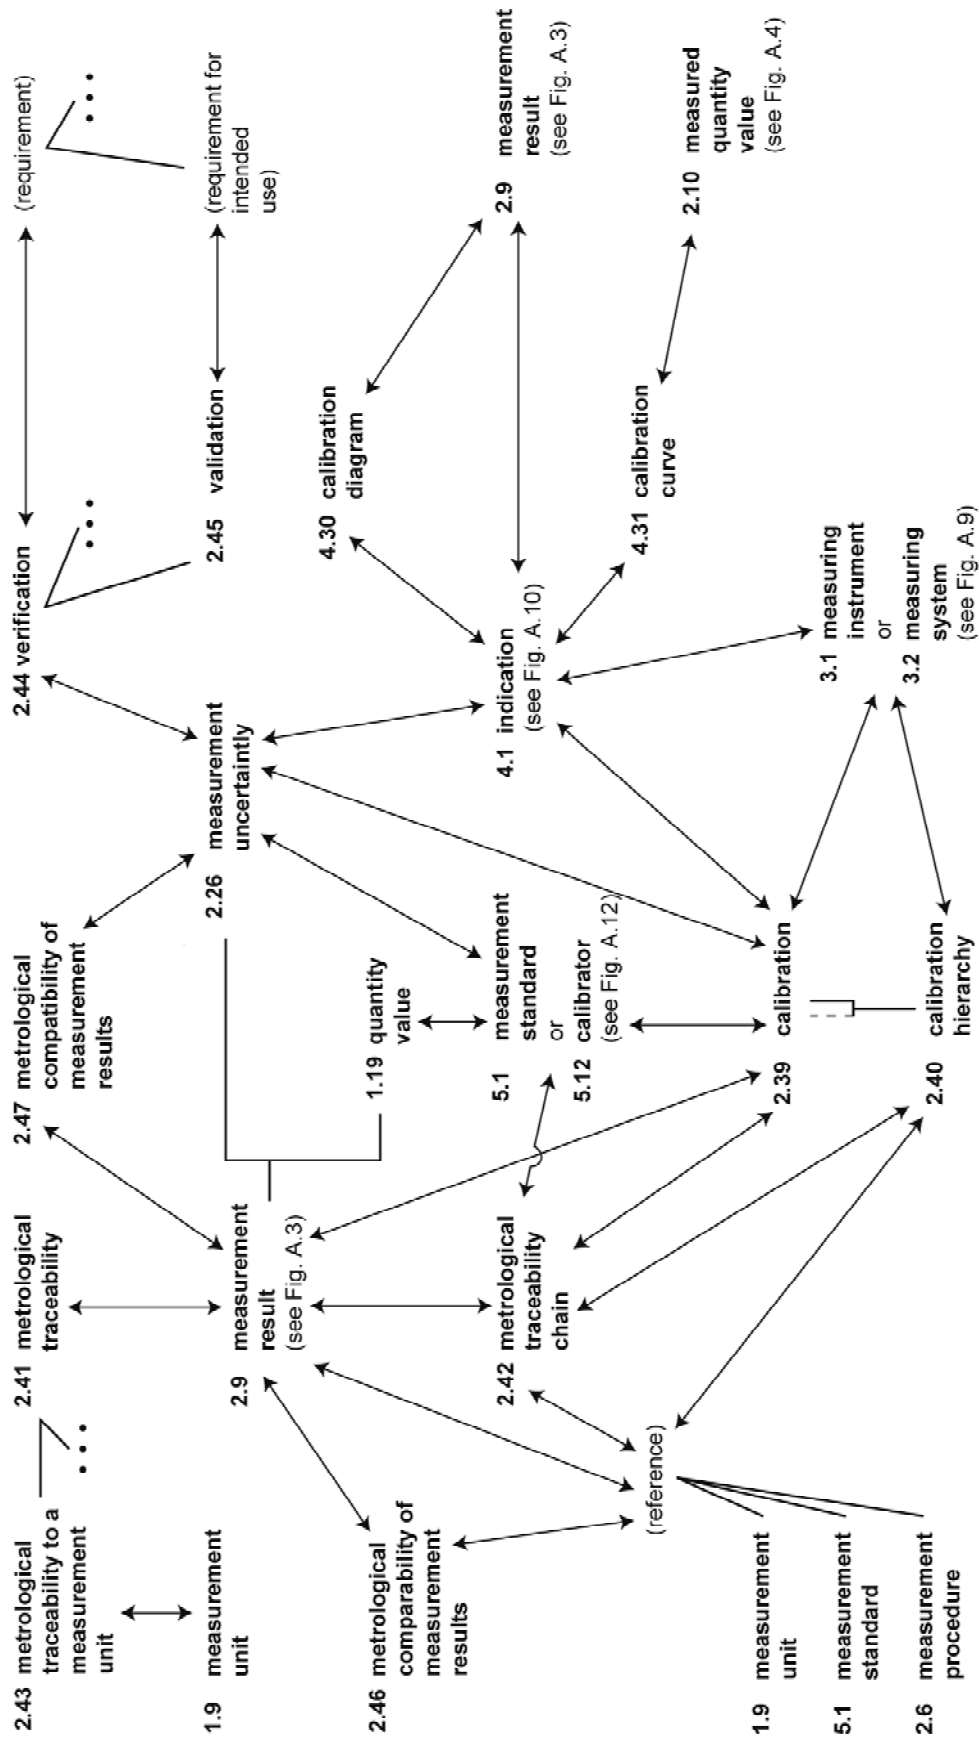 2.43 metrological
traceability to a
measurement
unit
2.41 metrological
traceability
2.47 metrological
compatibility of
measurement
results
2.44 verification
(requirement)
1.9 measurement
unit
2.9 measurement
result
(see Fig. A.3)
2.26 measurement
uncertaintly
2.45 validation
(requirement for
intended
use)
2.46 metrological
comparability of
measurement
results
1.19 quantity
value
4.30 calibration
diagram
2.42 metrological
traceability
chain
5.1 measurement
standard
or
5.12 calibrator
(see Fig. A.12)
4.1 indication
(see Fig. A.10)
2.9 measurement
result
(see Fig. A.3)
(reference)
4.31 calibration
curve
2.10 measured
quantity
value
(see Fig. A.4)
1.9 measurement
unit
5.1 measurement
standard
2.6 measurement
procedure
2.39 calibration
2.40 calibration
hierarchy
3.1 measuring
instrument
or
3.2 measuring
system
(see Fig. A.9)